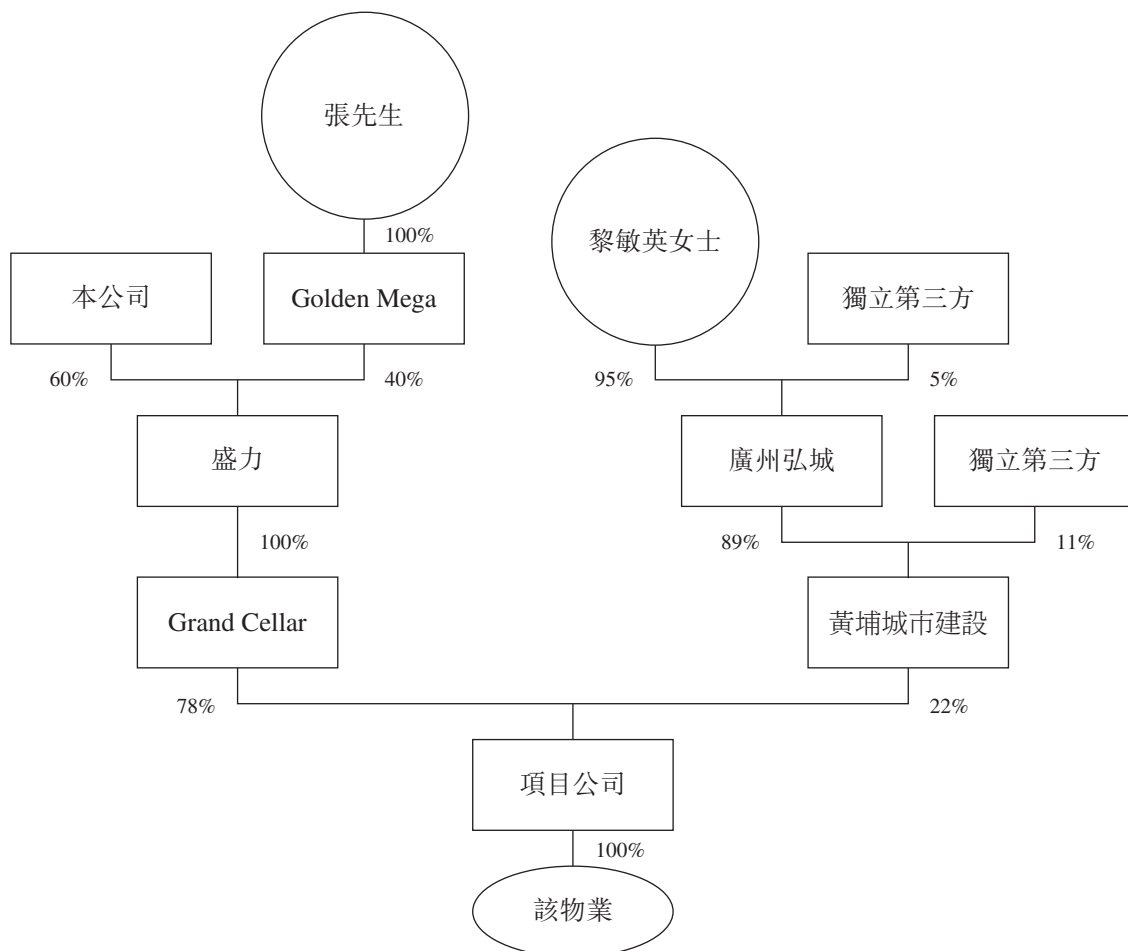 張先生
100%
黎敏英女士
本公司
Golden Mega
獨立第三方
60%
40%
95%
5%
盛力
廣州弘城
獨立第三方
100%
89%
11%
Grand Cellar
黃埔城市建設
78%
22%
項目公司
100%
該物業